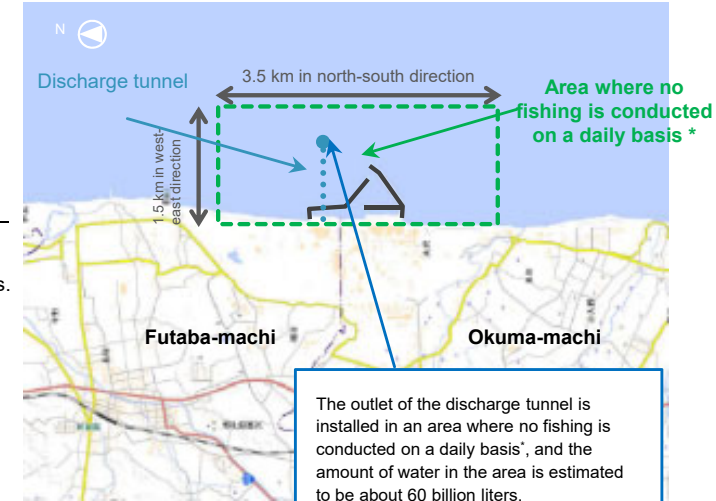 N
3.5 km in north-south direction
Discharge tunnel
Area where no
fishing is conducted
on a daily basis *
1.5 km in west-
east direction
s.
Futaba-machi
Okuma-machi
The outlet of the discharge tunnel is
installed in an area where no fishing is
conducted on a daily basis*, and the
amount of water in the area is estimated
to be about 60 billion liters.